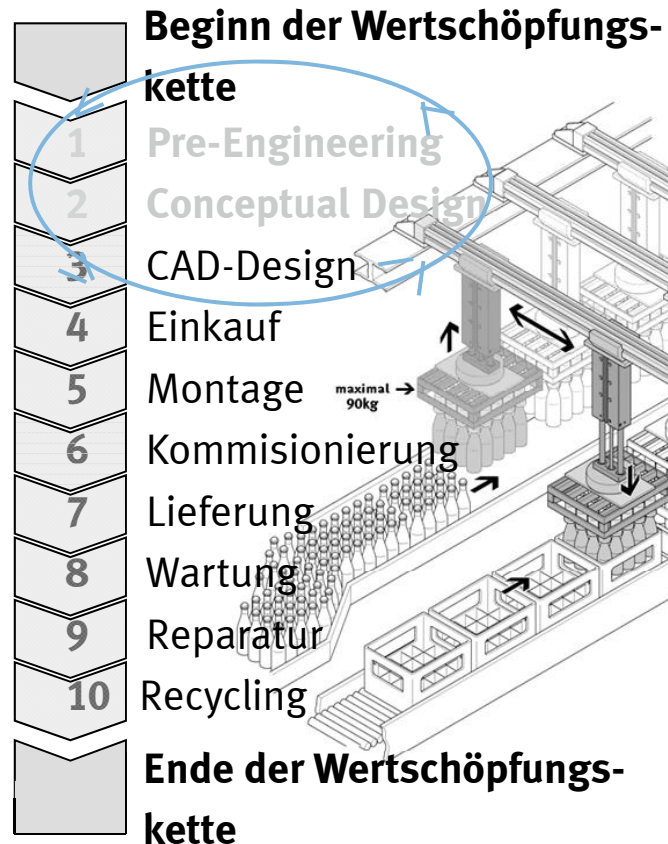 Beginn der Wertschöpfungs-
kette
1 Pre-Engineering
2 Conceptual Design
3 CAD-Design
4 Einkauf
5 Montage
maximal
90kg
6 Kommisionierung
7 Lieferung
8 Wartung
9 Reparatur
10 Recycling
Ende der Wertschöpfungs-
kette